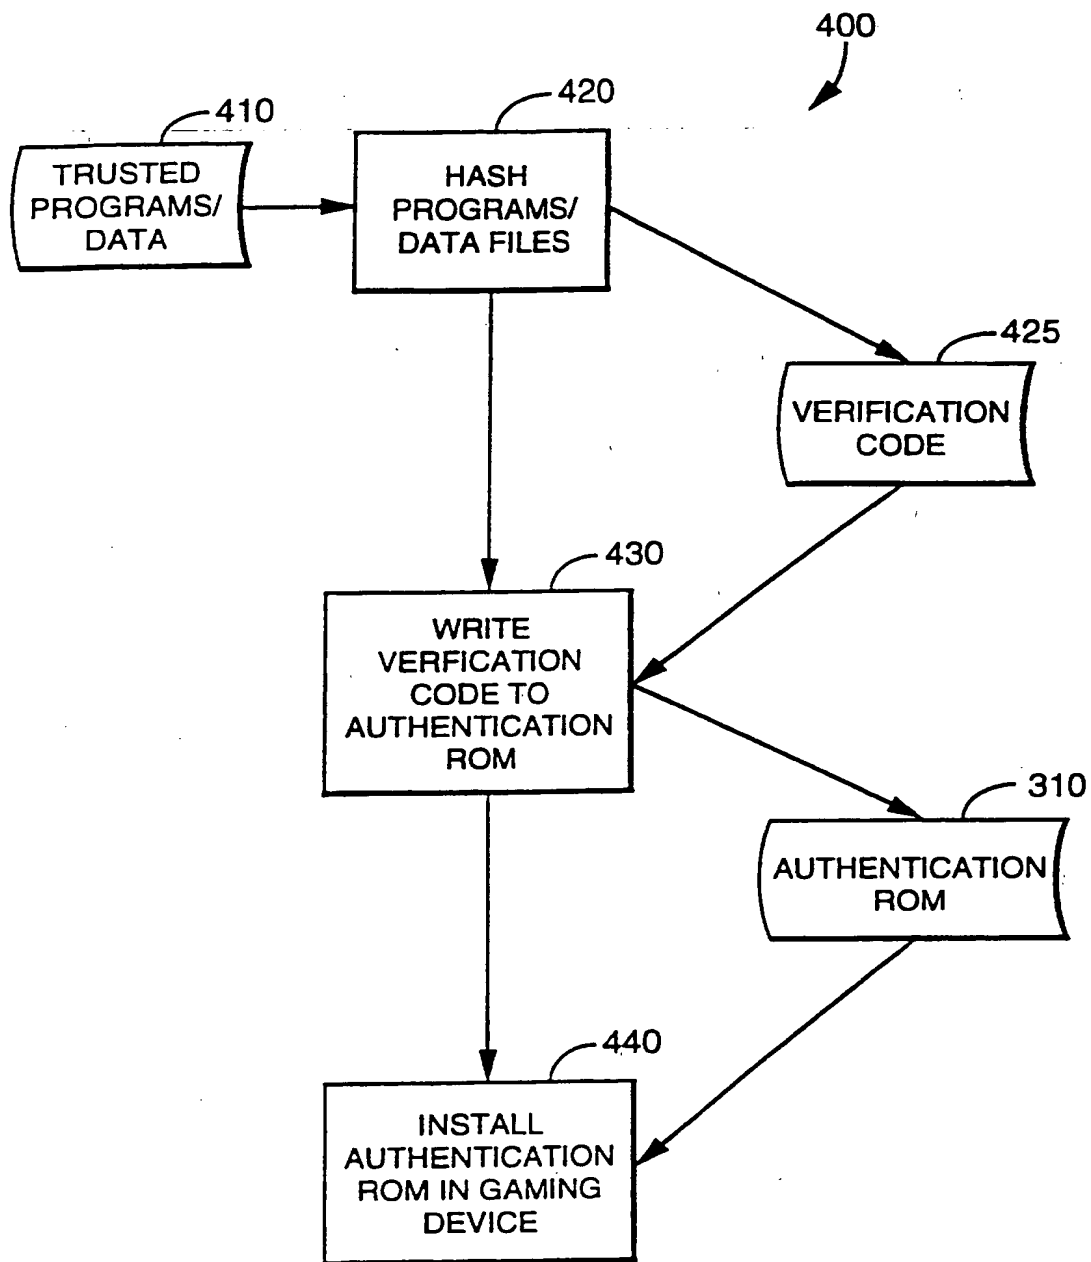 400
410
TRUSTED
PROGRAMS/
DATA
420
HASH
PROGRAMS/
DATA FILES
425
VERIFICATION
CODE
430
WRITE
VERFICATION
CODE TO
AUTHENTICATION
ROM
310
AUTHENTICATION
ROM
440
INSTALL
AUTHENTICATION
ROM IN GAMING
DEVICE